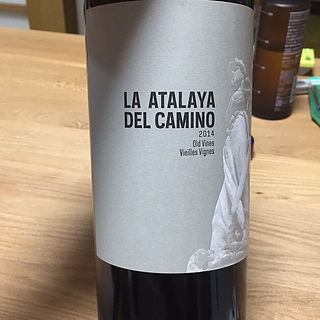 LA ATALAYA
DEL CAMINO
2014
Old Vines
Vieilles Vignes